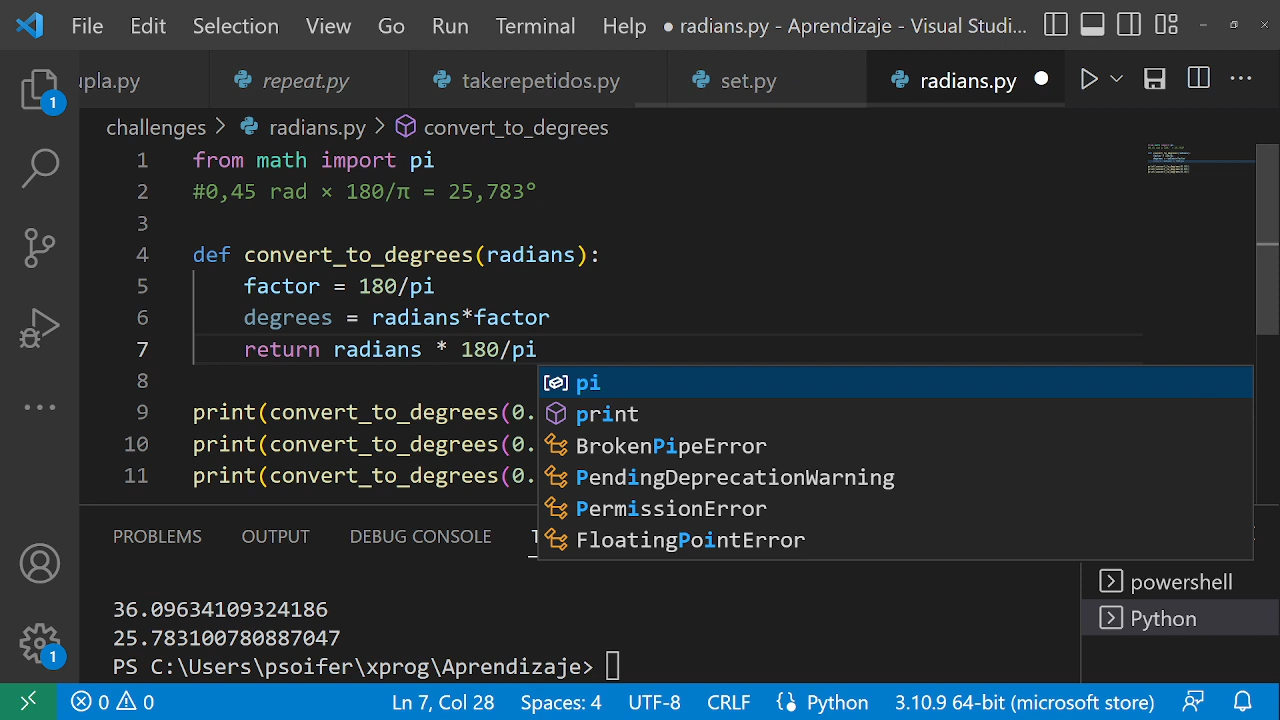 File Edit Selection View Go Run Terminal Help ● radians.py - Aprendizaje - Visual Studi...
upla.py repeat.py takerepetidos.py set.py radians.py
challenges > radians.py > convert_to_degrees
1 from math import pi
2 #0,45 rad × 180/π = 25,783°
3
4 def convert_to_degrees(radians):
5 factor = 180/pi
6 degrees = radians*factor
7 return radians * 180/pi
8
pi
9 print(convert_to_degrees(0.
print
10 print(convert_to_degrees(0.
BrokenPipeError
11 print(convert_to_degrees(0.
PendingDeprecationWarning
PermissionError
FloatingPointError
PROBLEMS OUTPUT DEBUG CONSOLE T
powershell
Python
36.09634109324186
25.783100780887047
PS C:\Users\psoifer\xprog\Aprendizaje>
1
1
0 0 Ln 7, Col 28 Spaces: 4 UTF-8 CRLF Python 3.10.9 64-bit (microsoft store)